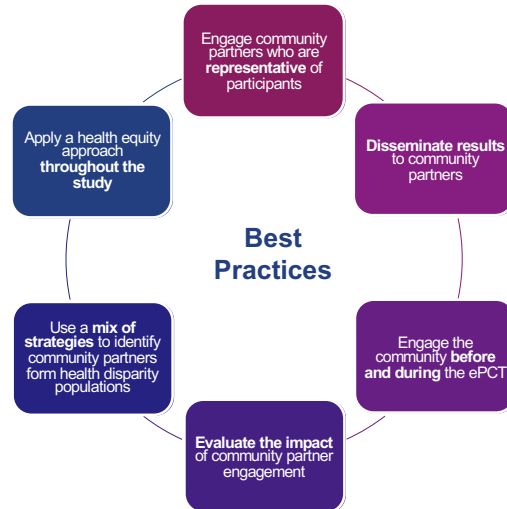 Engage community
partners who are
representative of
participants
Disseminate results
to community
partners
Engage the
community before
and during the ePCT
Evaluate the impact
of community partner
engagement
Use a mix of
strategies to identify
community partners
form health disparity
populations
Apply a health equity
approach
throughout the
study
Best
Practices